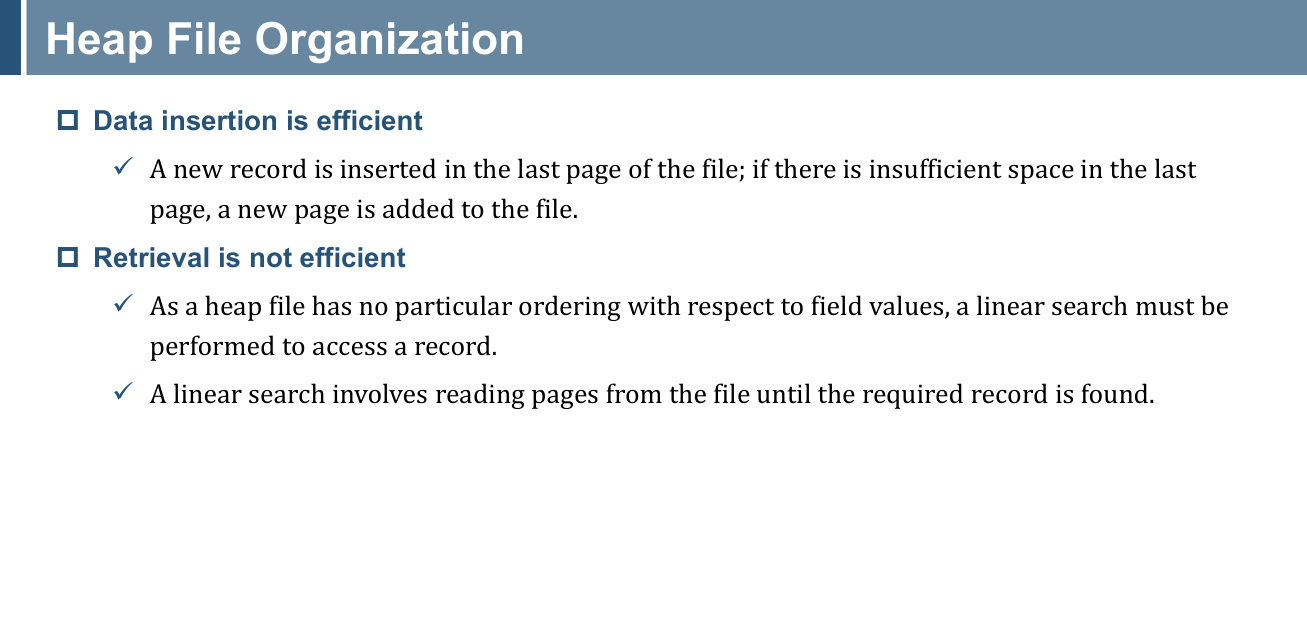 Heap File Organization
Data insertion is efficient
A new record is inserted in the last page of the file; if there is insufficient space in the last
page, a new page is added to the file.
Retrieval is not efficient
As a heap file has no particular ordering with respect to field values, a linear search must be
performed to access a record.
A linear search involves reading pages from the file until the required record is found.